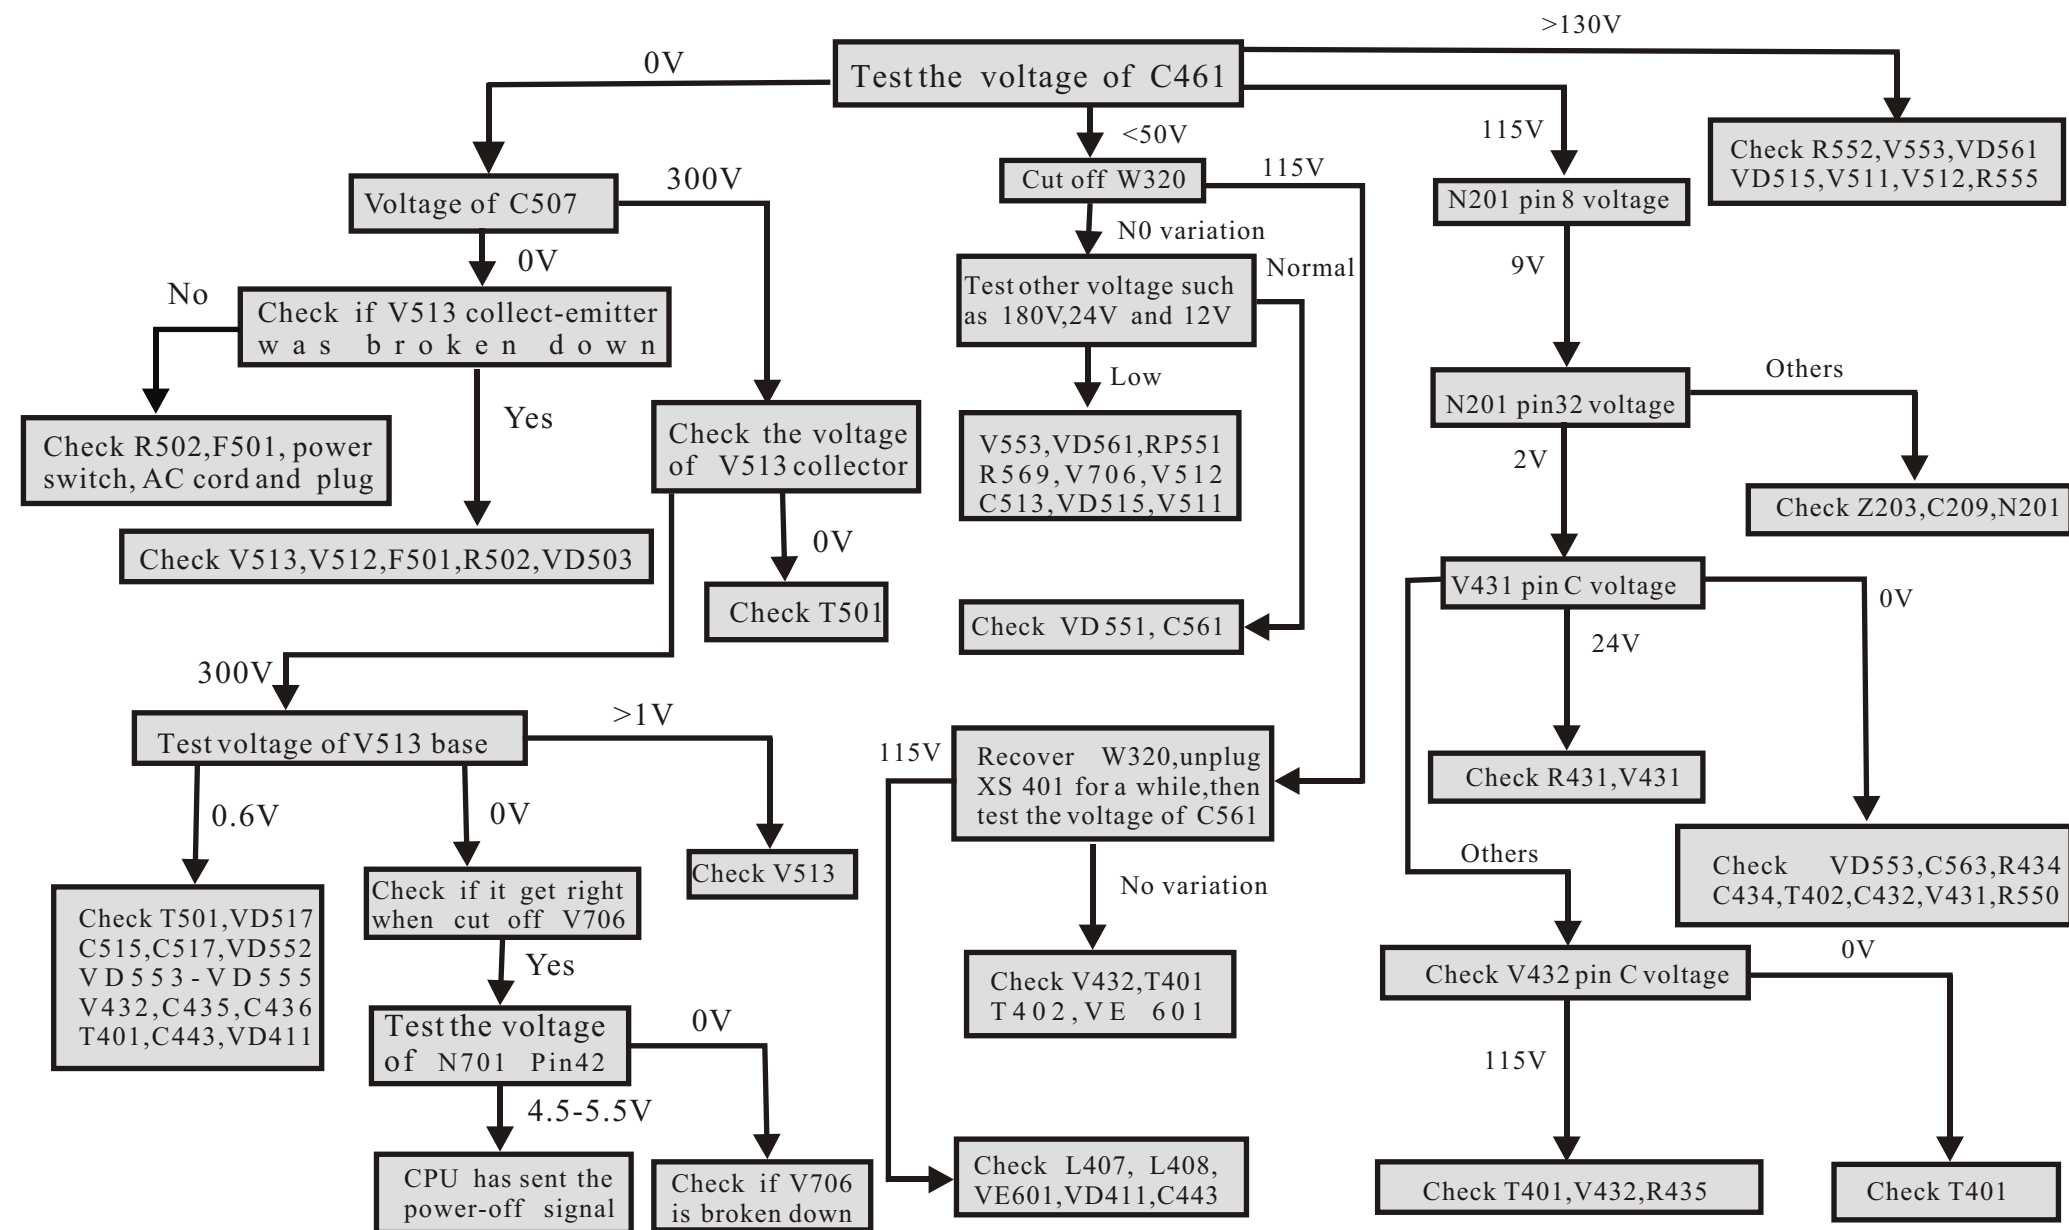 >130V
0V
Test the voltage of C461
<50V
115V
Check R552,V553,VD561
VD515,V511,V512,R555
300V
Voltage of C507
Cut off W320
115V
N201 pin 8 voltage
0V
N0 variation
9V
No
Check if V513 collect-emitter
was broken down
Test other voltage such
as 180V,24V and 12V
Normal
Low
Others
N201 pin32 voltage
Yes
Check R502,F501, power
switch, AC cord and plug
Check the voltage
of V513 collector
V553,VD561,RP551
R569,V706,V512
C513,VD515,V511
2V
Check Z203,C209,N201
0V
Check V513,V512,F501,R502,VD503
Check T501
V431 pin C voltage
0V
Check VD 551, C561
24V
300V
>1V
Test voltage of V513 base
115V
Recover W320,unplug
XS 401 for a while,then
test the voltage of C561
Check R431,V431
0.6V
0V
Check V513
Others
Check VD553,C563,R434
C434,T402,C432,V431,R550
Check if it get right
when cut off V706
No variation
Check T501,VD517
C515,C517,VD552
VD553-VD555
V432,C435,C436
T401,C443,VD411
Yes
Check V432 pin C voltage
0V
Check V432,T401
T402,VE 601
Test the voltage
of N701 Pin42
0V
115V
4.5-5.5V
CPU has sent the
power-off signal
Check if V706
is broken down
Check L407, L408,
VE601,VD411,C443
Check T401,V432,R435
Check T401